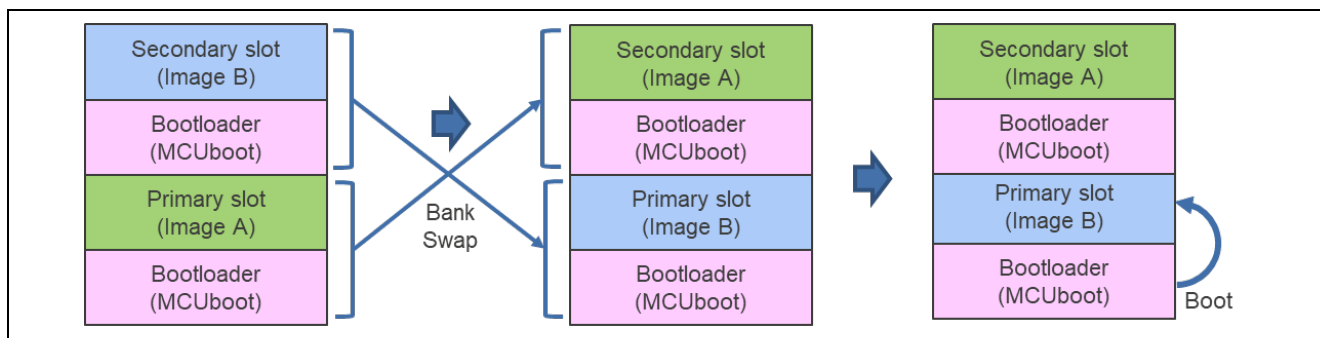 Secondary slot
(Image B)
Bootloader
(MCUboot)
Primary slot
(Image A)
Bootloader
(MCUboot)
Bank
Swap
Secondary slot
(Image A)
Bootloader
(MCUboot)
Primary slot
(Image B)
Bootloader
(MCUboot)
Secondary slot
(Image A)
Bootloader
(MCUboot)
Primary slot
(Image B)
Bootloader
(MCUboot)
Boot